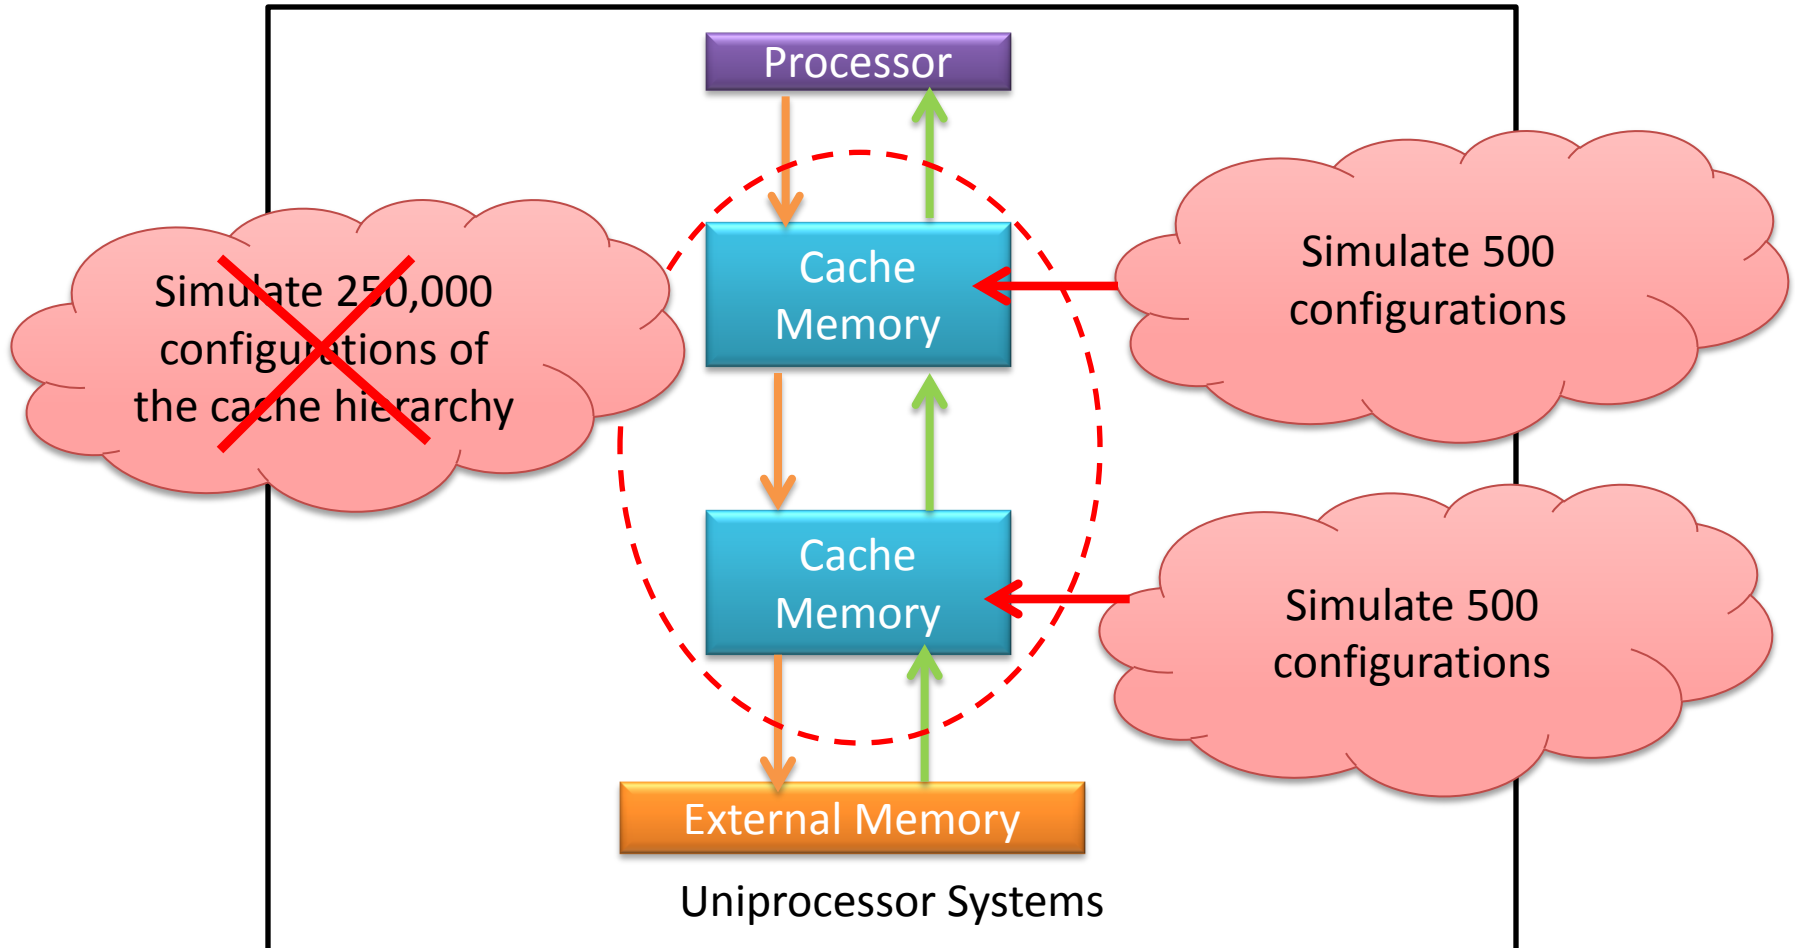 Processor
Simulate 250,000
configurations of
the cache hierarchy
Cache
Memory
Simulate 500
configurations
Cache
Memory
Simulate 500
configurations
External Memory
Uniprocessor Systems